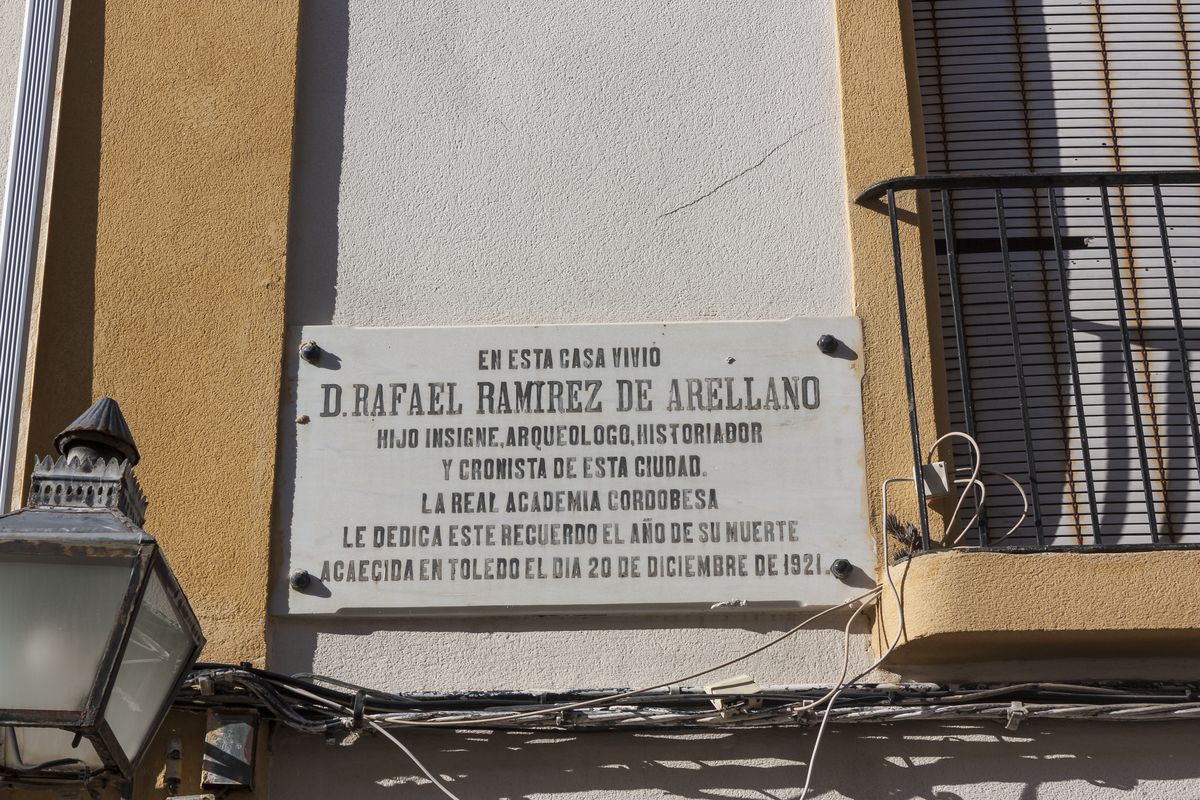 EN ESTA CASA VIVIO
D. RAFAEL RAMIREZ DE ARELLANO
HIJO INSIGNE, ARQUEOLOGO, HISTORIADOR
Y CRONISTA DE ESTA CIUDAD.
LA REAL ACADEMIA CORDOBESA
LE DEDICA ESTE RECUERDO EL AÑO DE SU MUERTE
ACAECIDA EN TOLEDO EL DIA 20 DE DICIEMBRE DE 1921.